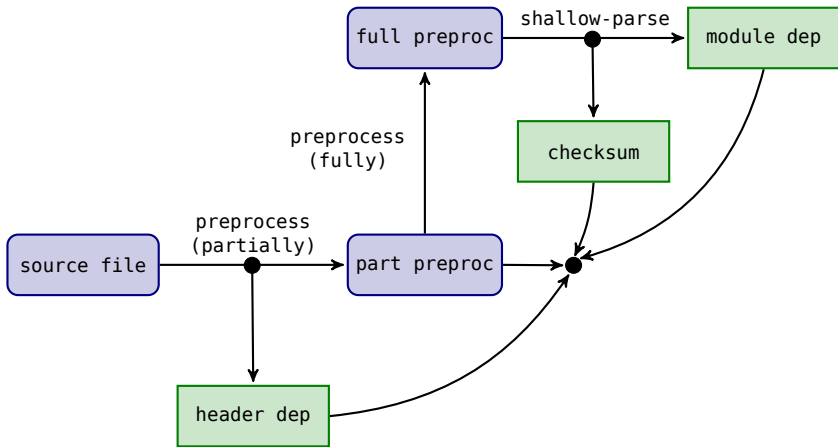 full preproc
shallow-parse
module dep
preprocess
(fully)
checksum
preprocess
(partially)
source file
part preproc
header dep